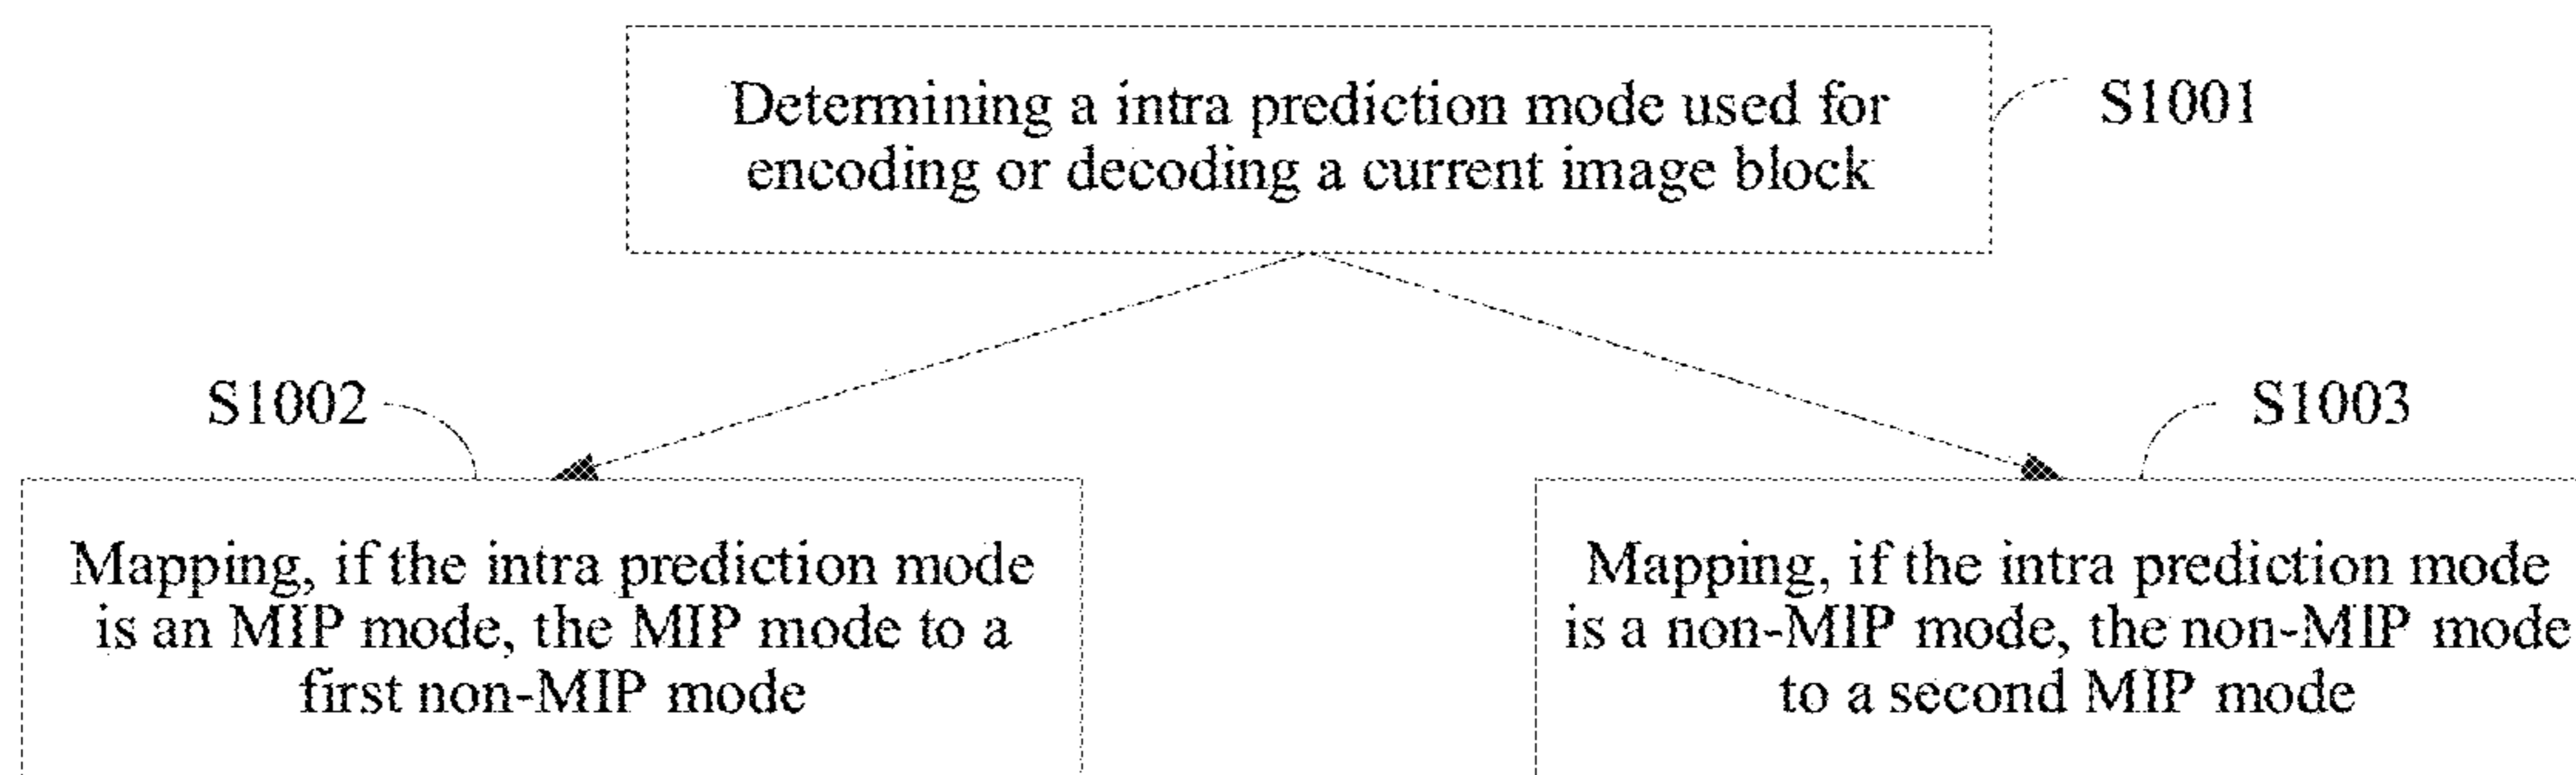 Determining a intra prediction mode used for
encoding or decoding a current image block
S1001
S1002
S1003
Mapping, if the intra prediction mode
is an MIP mode, the MIP mode to a
first non-MIP mode
Mapping, if the intra prediction mode
is a non-MIP mode, the non-MIP mode
to a second MIP mode